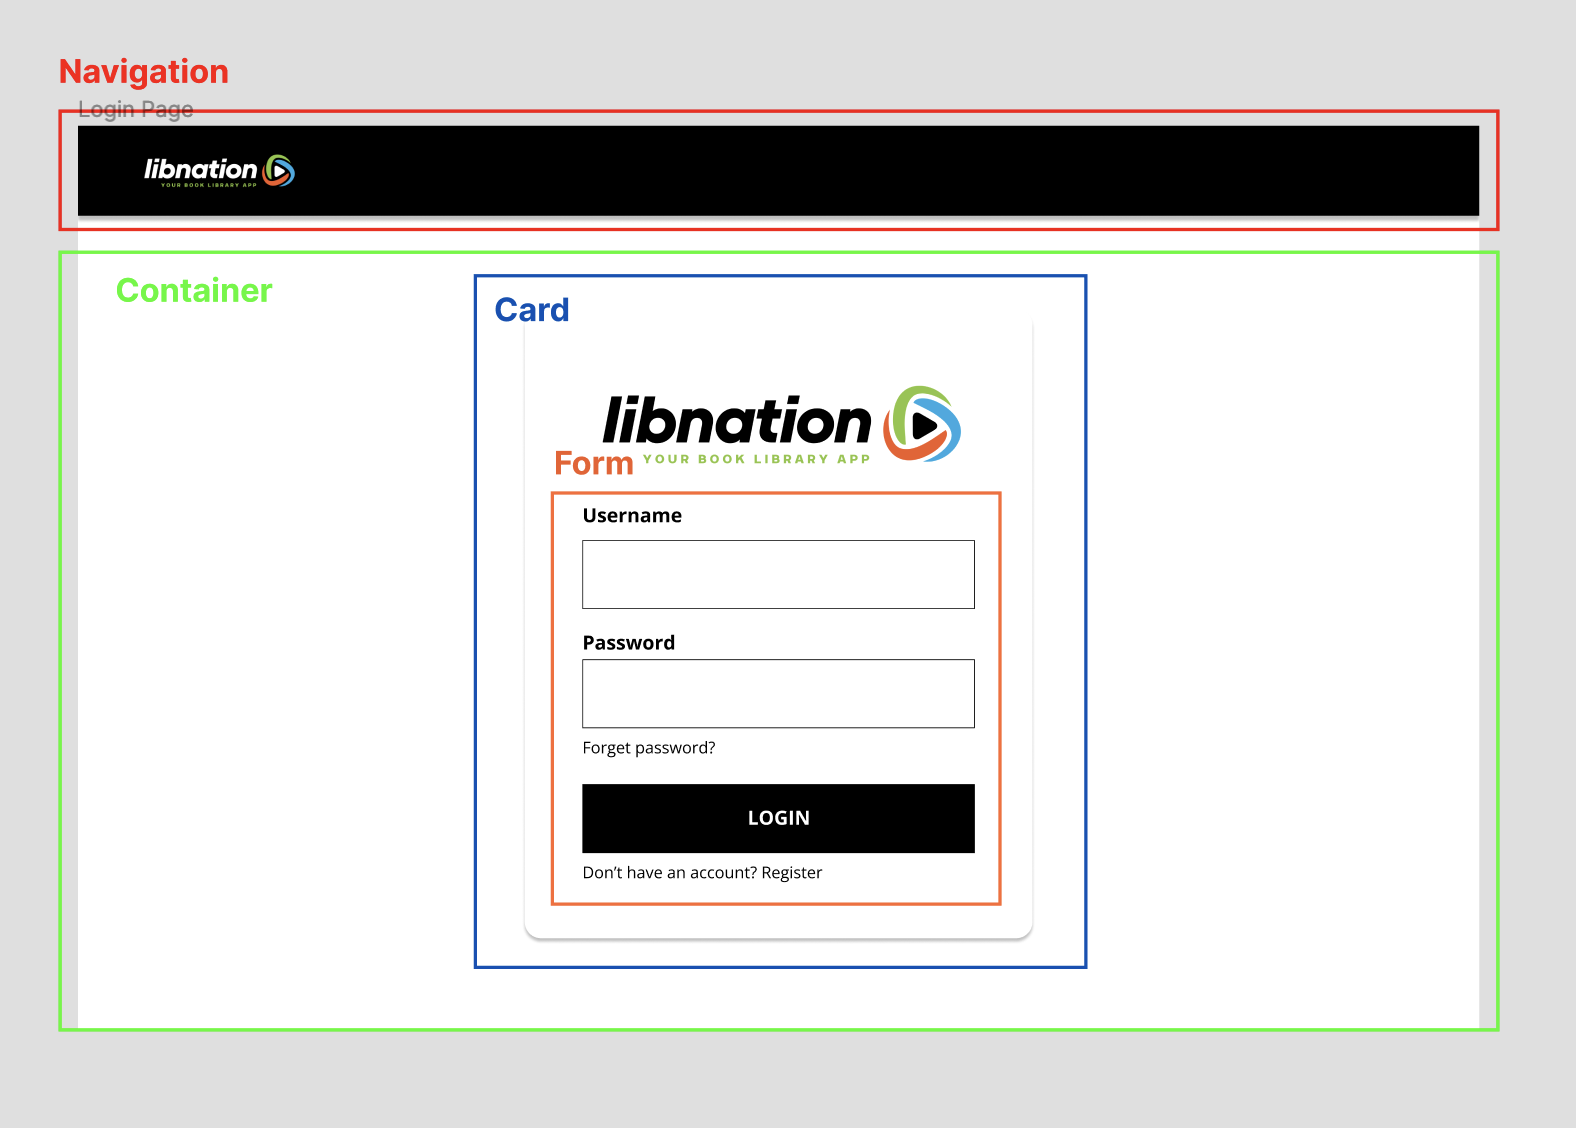 Navigation
Login Page
libnation
YOUR BOOK LIBRARY APP
Container
Card
libnation
YOUR BOOK LIBRARY APP
Form
Username
Password
Forget password?
LOGIN
Don't have an account? Register